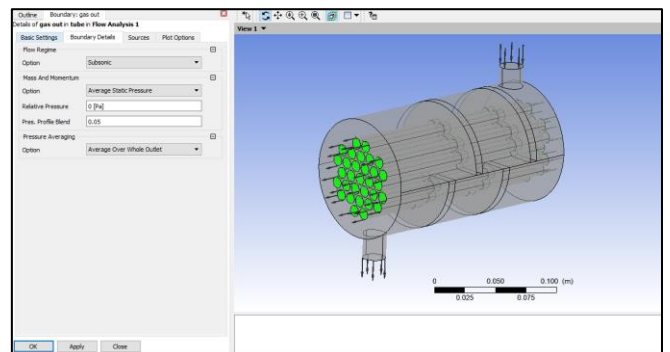 Outline Boundary: gas out
Details of gas out in tube in Flow Analysis 1
Basic Settings Boundary Details Sources Plot Options
Flow Regime
Option Subsonic
Mass And Momentum
Option Average Static Pressure
Relative Pressure 0 [Pa]
Pres. Profile Blend 0.05
Pressure Averaging
Option Average Over Whole Outlet
OK Apply Close
View 1
0 0.050 0.100 (m)
0.025 0.075